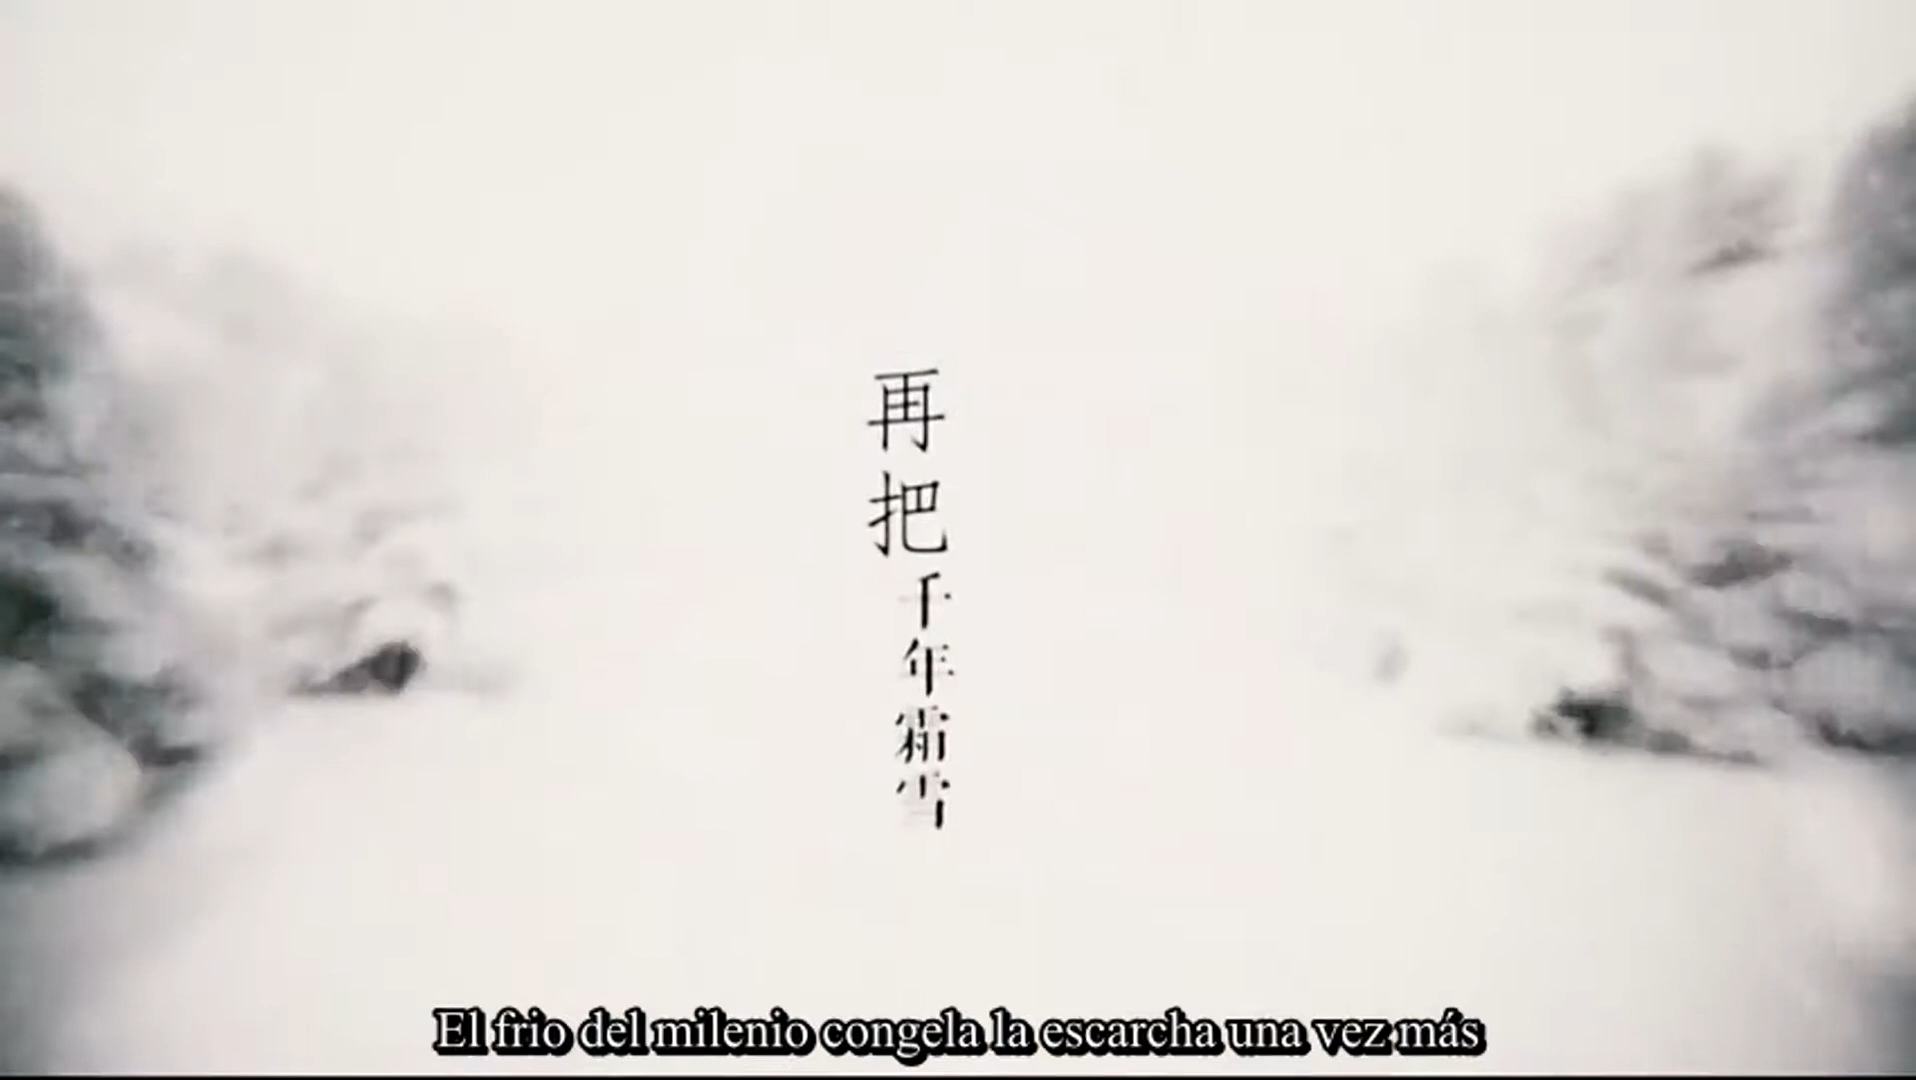 再把千年霜雪
El frio del milenio congela la escarcha una vez más